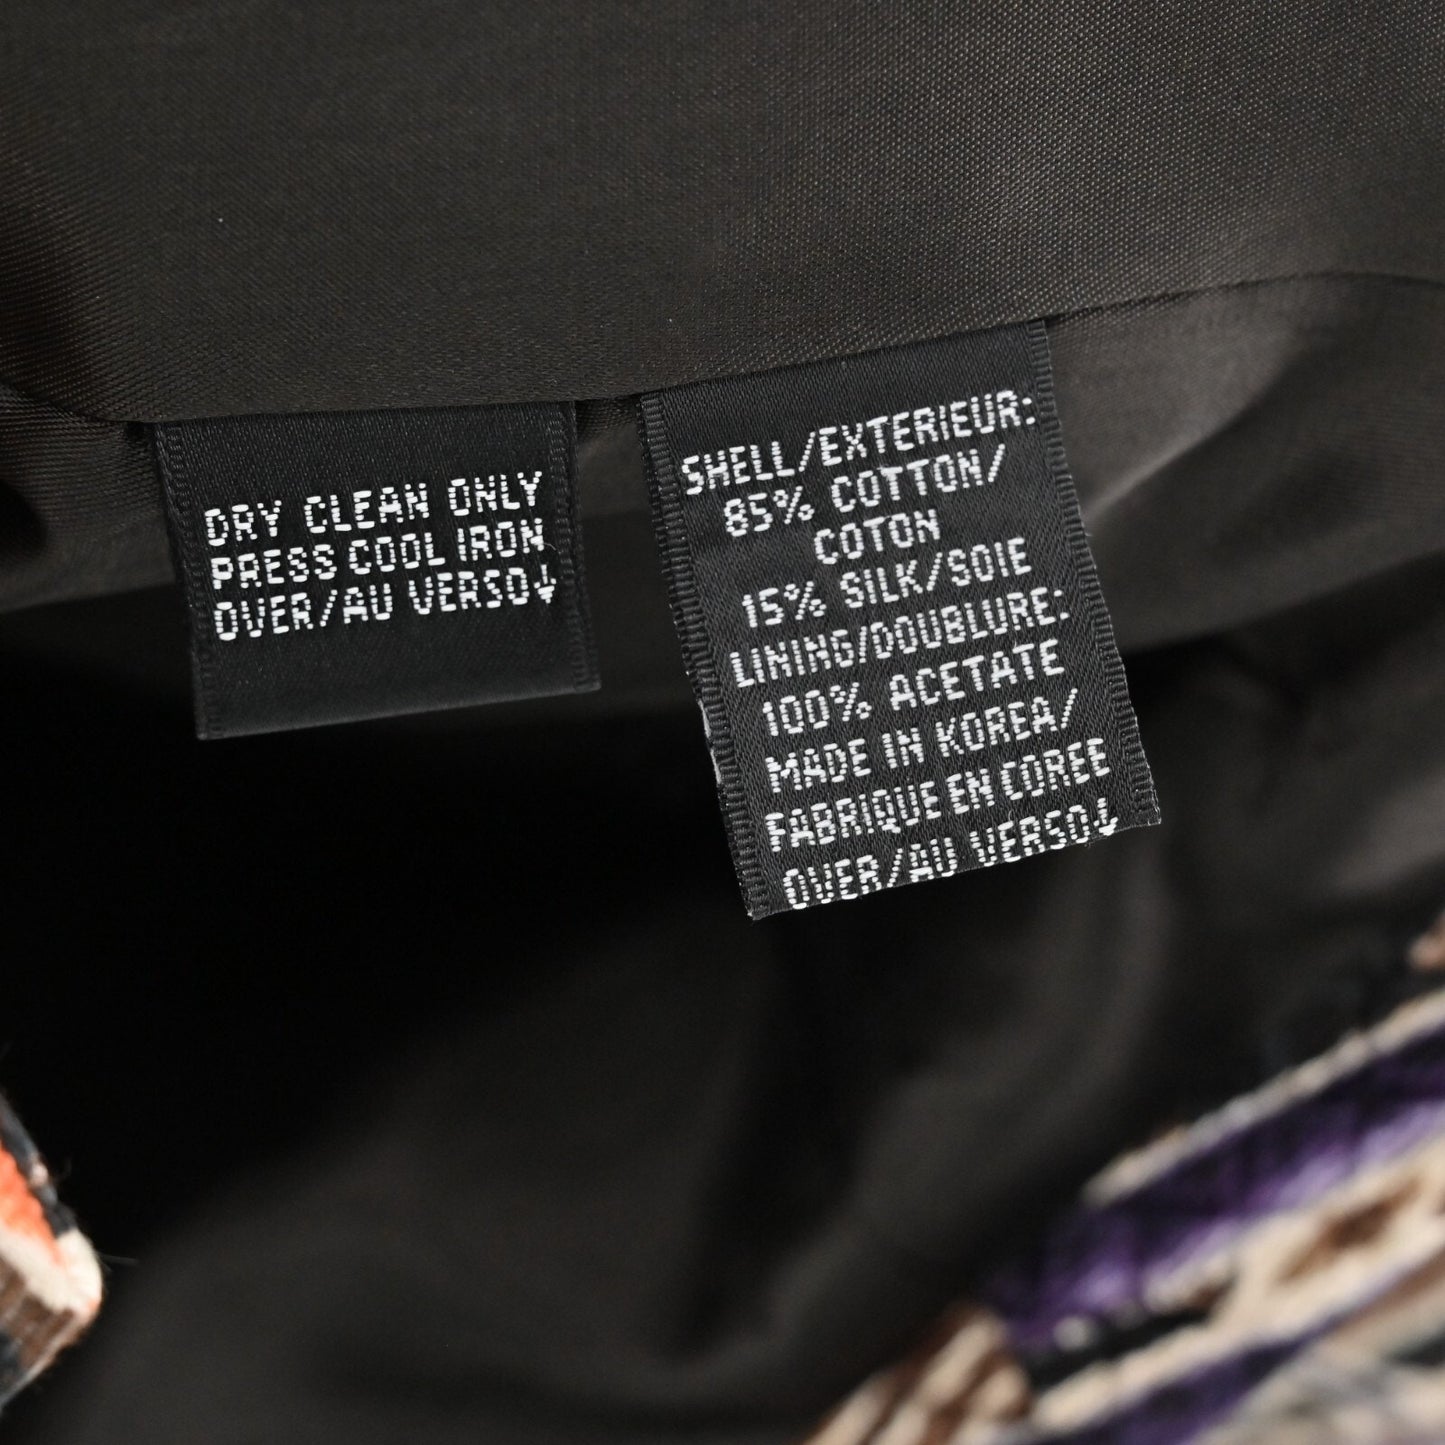 DRY CLEAN ONLY
PRESS COOL IRON
OVER/AU VERSO↓
SHELL/EXTERIEUR:
85% COTTON/
COTON
15% SILK/SOIE
LINING/DOUBLURE:
100% ACETATE
MADE IN KOREA/
FABRIQUE EN COREE
OVER/AU VERSO↓